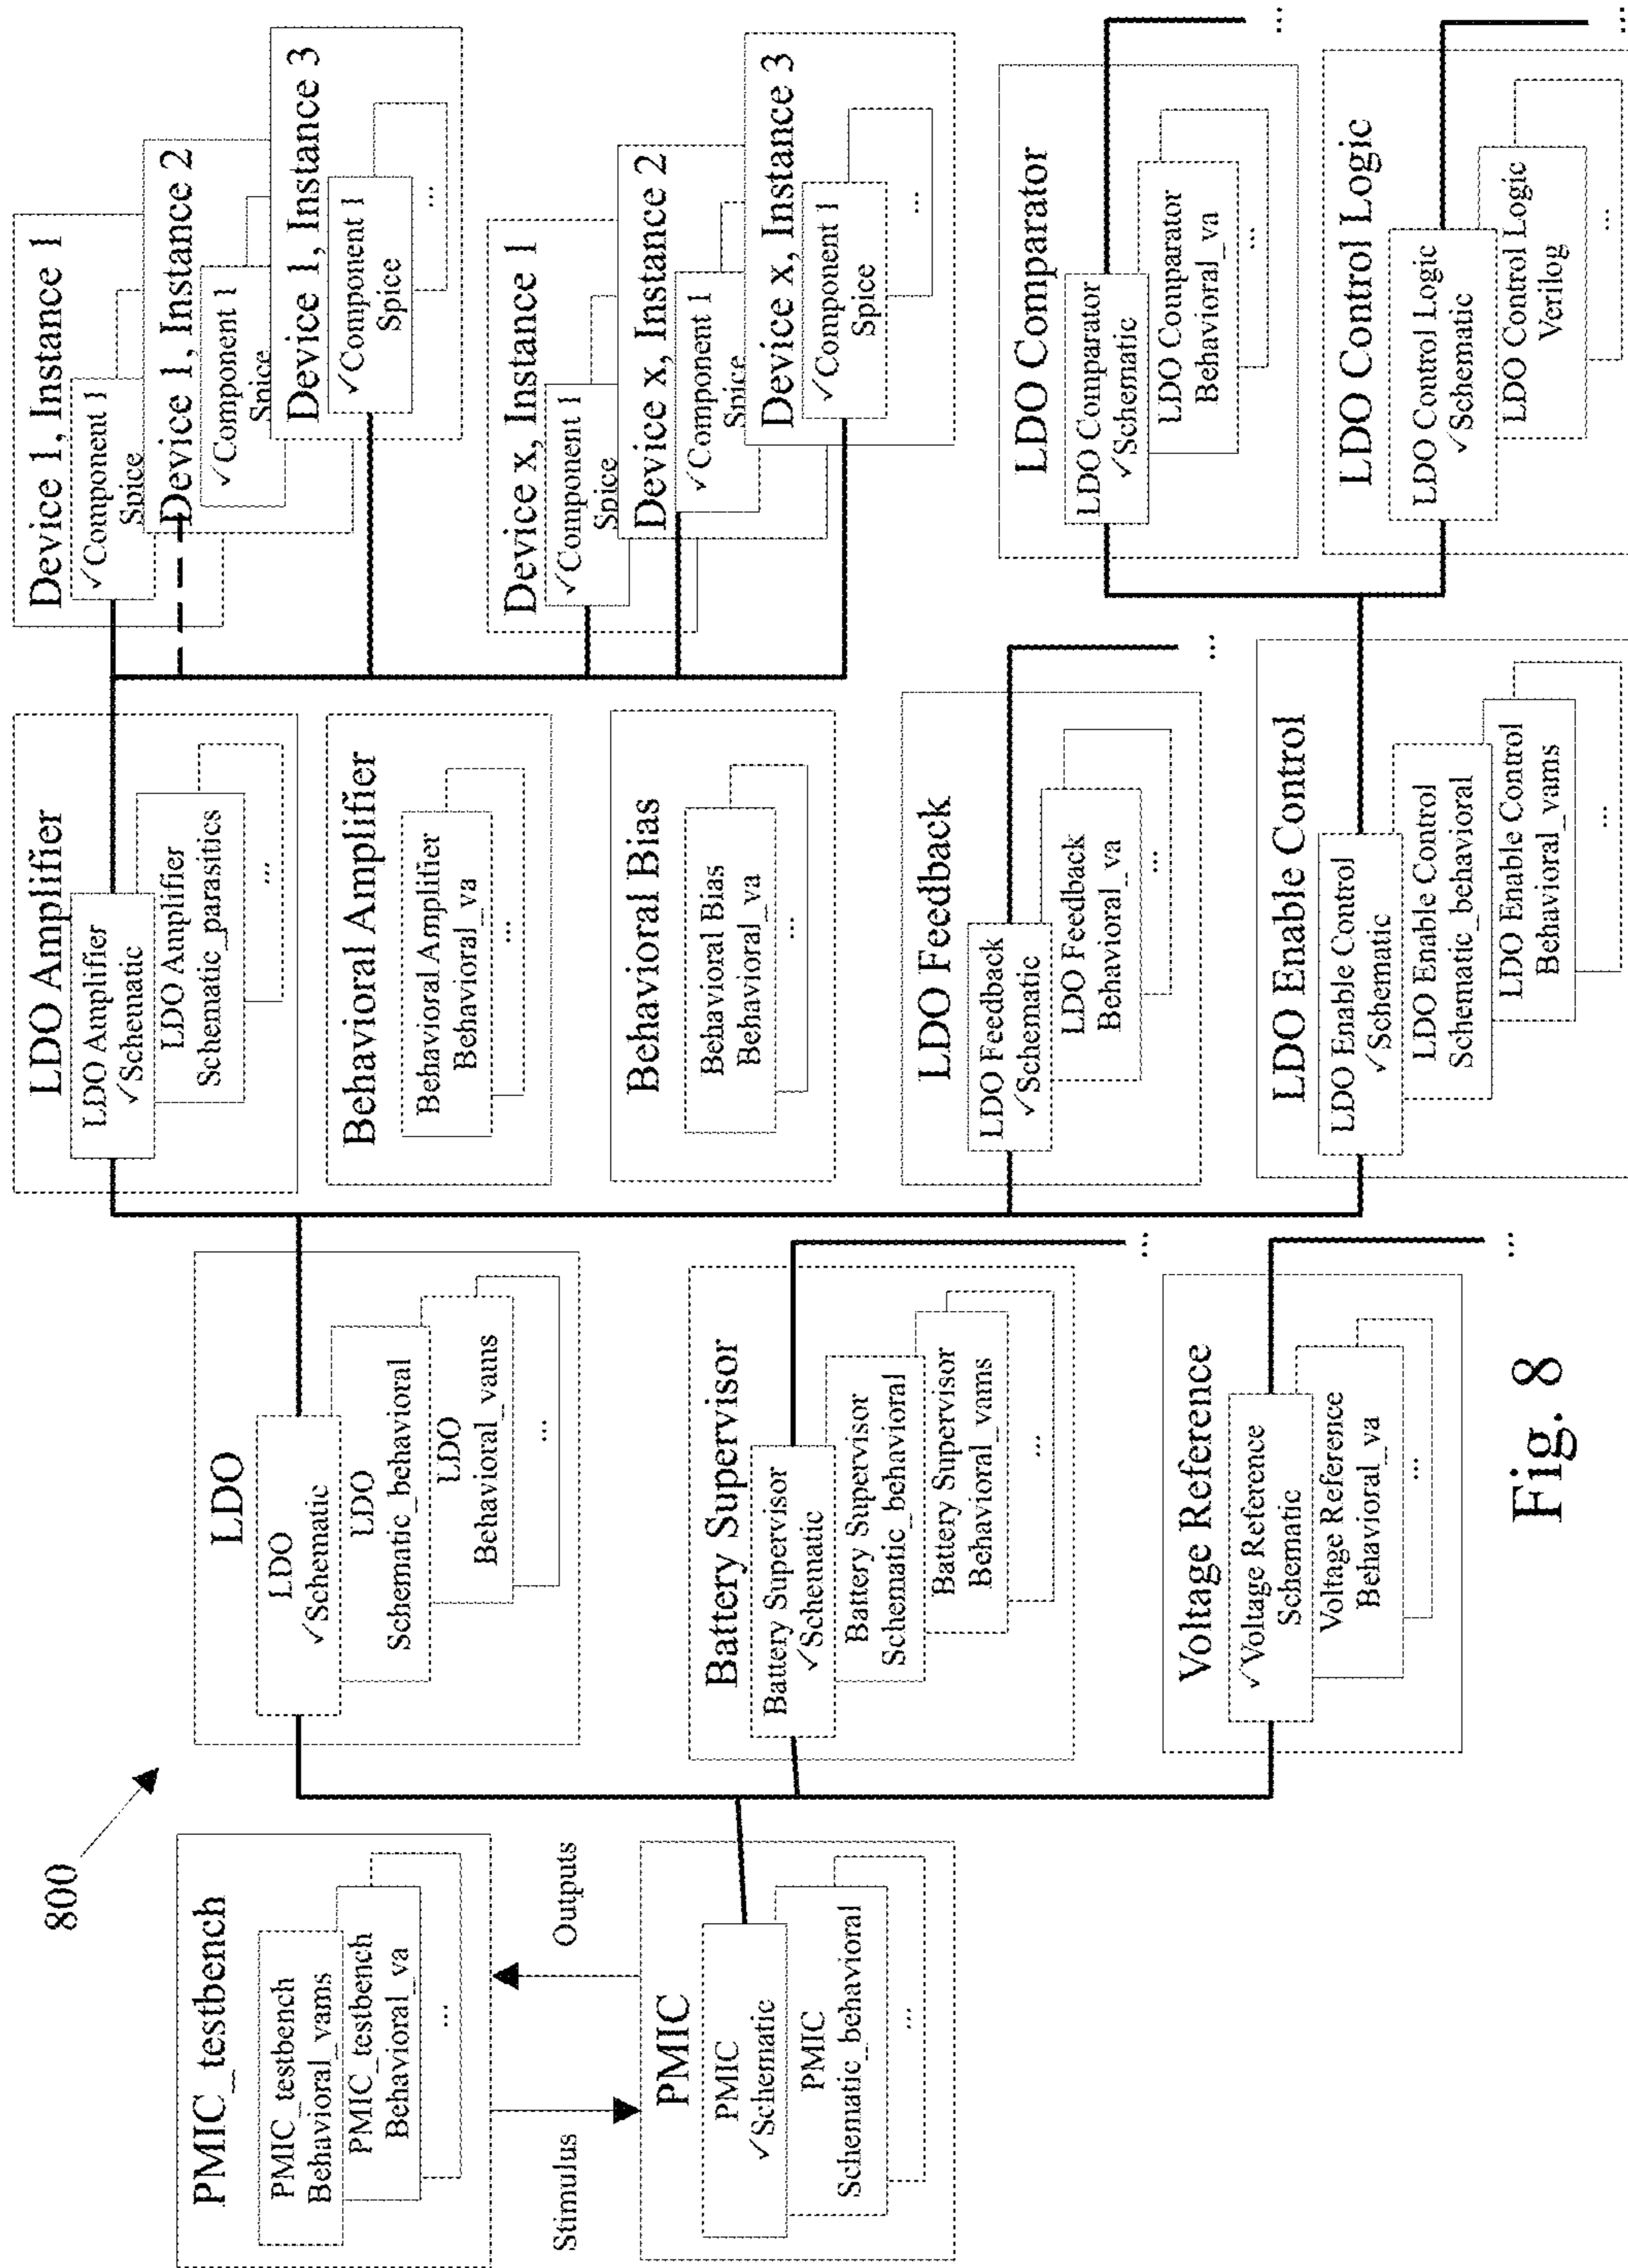 800
PMIC_testbench
PMIC_testbench
Behavioral_vams
PMIC_testbench
Behavioral_va
...
Stimulus
Outputs
PMIC
PMIC
✓Schematic
PMIC
Schematic_behavioral
...
LDO
LDO
✓Schematic
LDO
Schematic_behavioral
LDO
Behavioral_vans
...
Battery Supervisor
Battery Supervisor
✓Schematic
Battery Supervisor
Schematic_behavioral
Battery Supervisor
Behavioral_vams
...
...
Voltage Reference
✓Voltage Reference
Schematic
Voltage Reference
Behavioral_va
...
...
LDO Amplifier
LDO Amplifier
✓Schematic
LDO Amplifier
Schematic_parasitics
...
Behavioral Amplifier
Behavioral Amplifier
Behavioral_va
...
Behavioral Bias
Behavioral Bias
Behavioral_va
...
LDO Feedback
LDO Feedback
✓Schematic
LDO Feedback
Behavioral_va
...
...
LDO Enable Control
LDO Enable Control
✓Schematic
LDO Enable Control
Schematic_behavioral
LDO Enable Control
Behavioral_vams
...
Device 1, Instance 1
✓Component 1
Spice
Device 1, Instance 2
✓Component 1
Spice
Device 1, Instance 3
✓Component 1
Spice
...
Device x, Instance 1
✓Component 1
Spice
Device x, Instance 2
✓Component 1
Spice
Device x, Instance 3
✓Component 1
Spice
...
LDO Comparator
LDO Comparator
✓Schematic
LDO Comparator
Behavioral_va
...
...
LDO Control Logic
LDO Control Logic
✓Schematic
LDO Control Logic
Verilog
...
...
Fig. 8